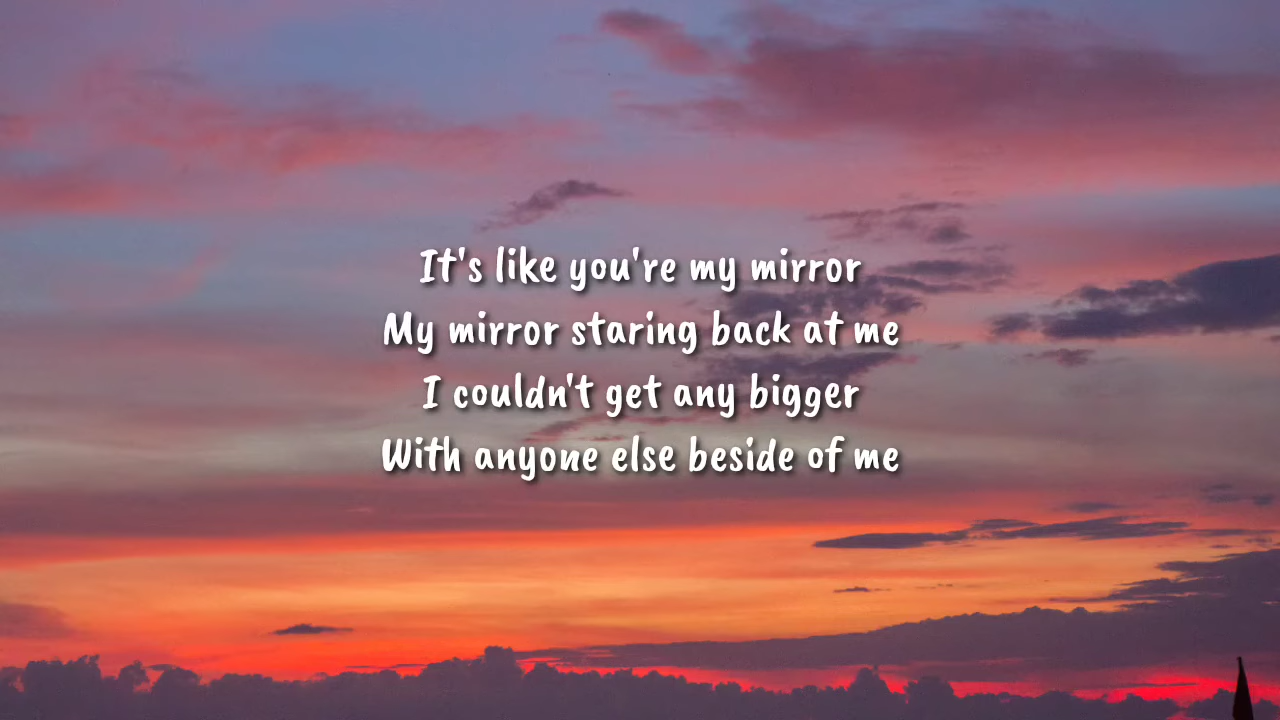 It's like you're my mirror
My mirror staring back at me
I couldn't get any bigger
With anyone else beside of me